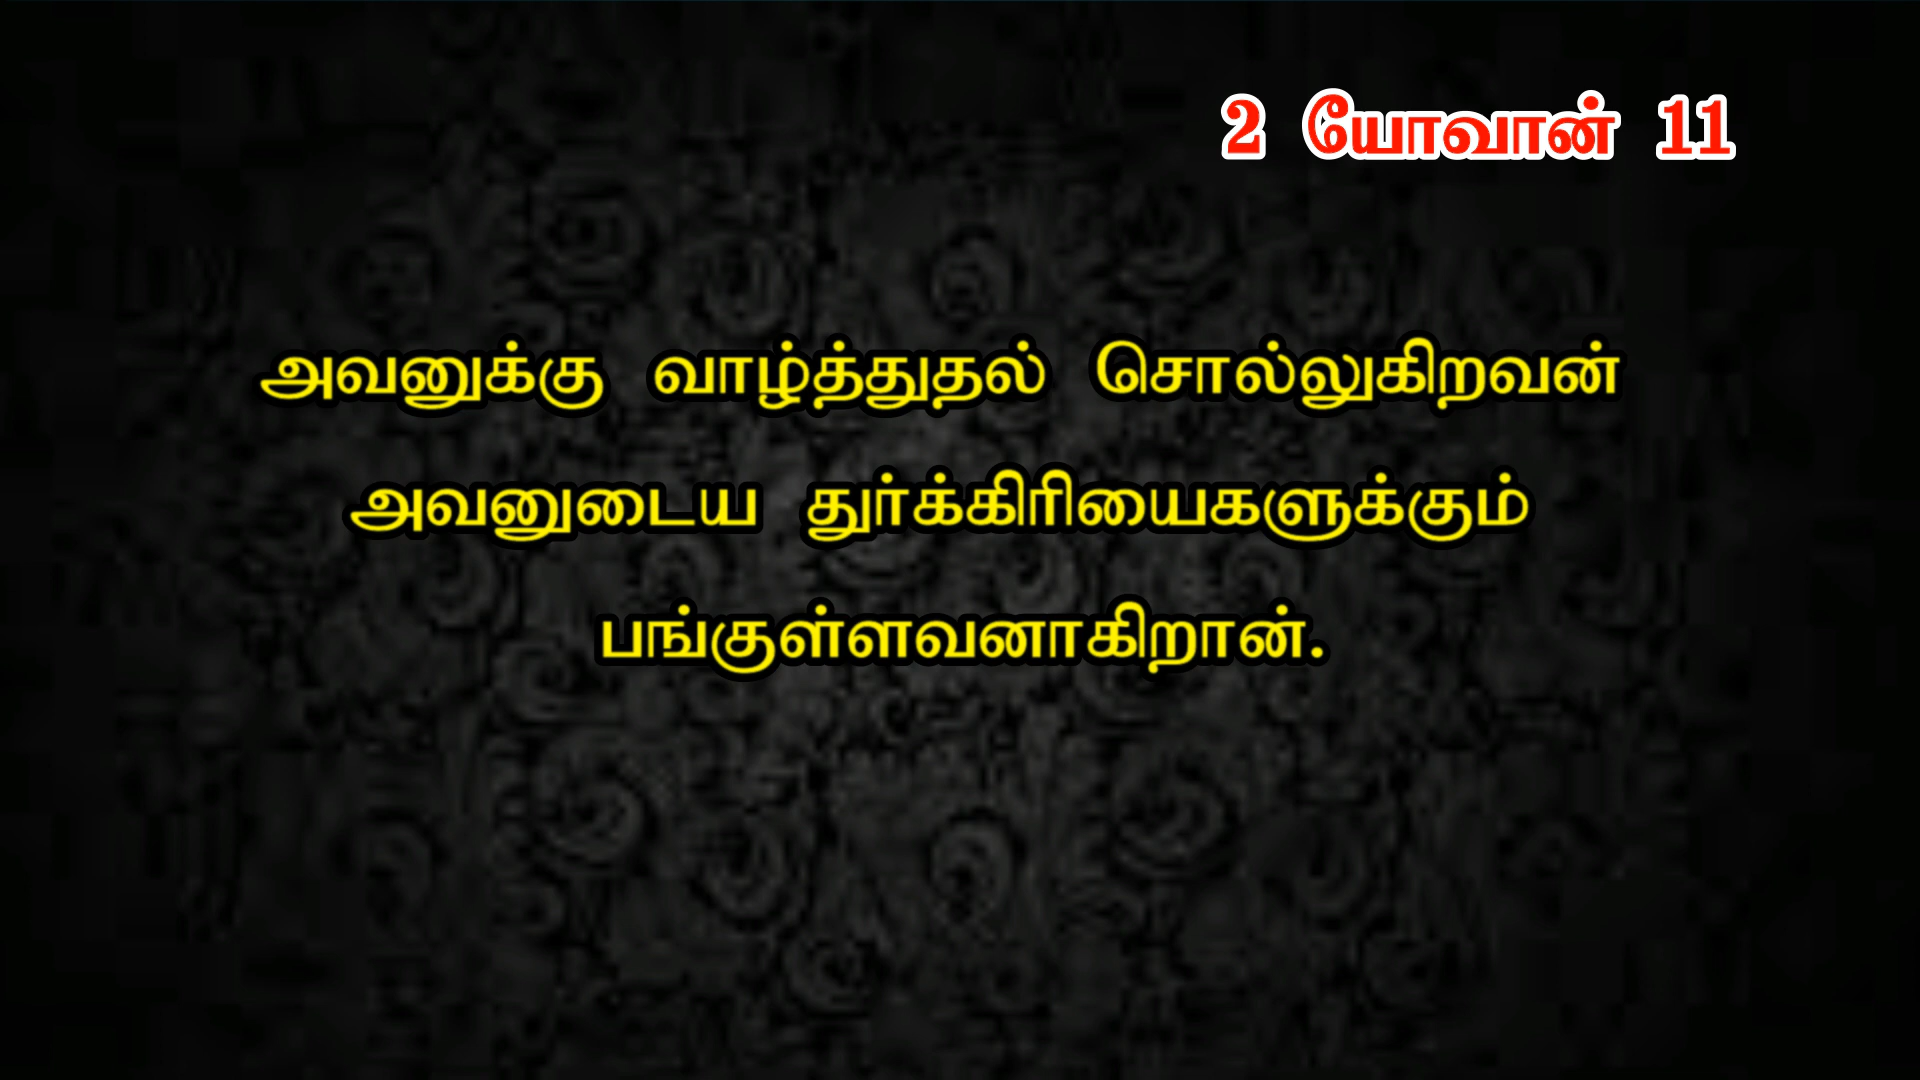 2 யோவான் 11
அவனுக்கு வாழ்த்துதல் சொல்லுகிறவன்
அவனுடைய துர்க்கிரியைகளுக்கும்
பங்குள்ளவனாகிறான்.